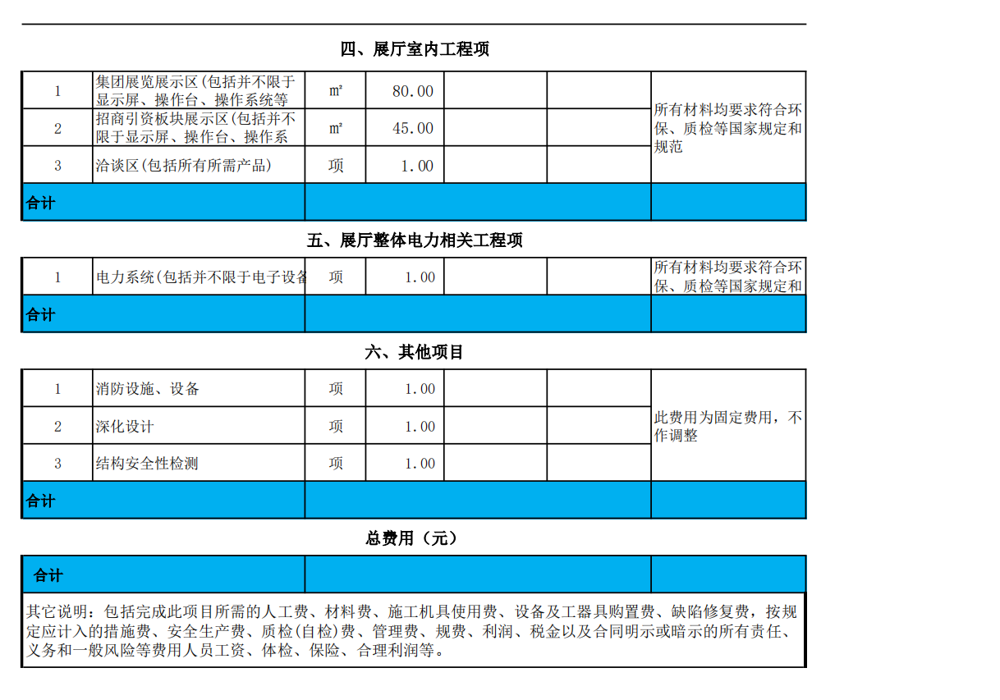 四、展厅室内工程项
1 集团展览展示区(包括并不限于
显示屏、操作台、操作系统等 ㎡ 80.00
2 招商引资板块展示区(包括并不
限于显示屏、操作台、操作系 ㎡ 45.00
所有材料均要求符合环
保、质检等国家规定和
规范
3 洽谈区(包括所有所需产品) 项 1.00
合计
五、展厅整体电力相关工程项
1 电力系统(包括并不限于电子设备 项 1.00
所有材料均要求符合环
保、质检等国家规定和
合计
六、其他项目
1 消防设施、设备 项 1.00
2 深化设计 项 1.00
此费用为固定费用，不
作调整
3 结构安全性检测 项 1.00
合计
总费用（元）
合计
其它说明：包括完成此项目所需的人工费、材料费、施工机具使用费、设备及工器具购置费、缺陷修复费，按规
定应计入的措施费、安全生产费、质检(自检)费、管理费、规费、利润、税金以及合同明示或暗示的所有责任、
义务和一般风险等费用人员工资、体检、保险、合理利润等。